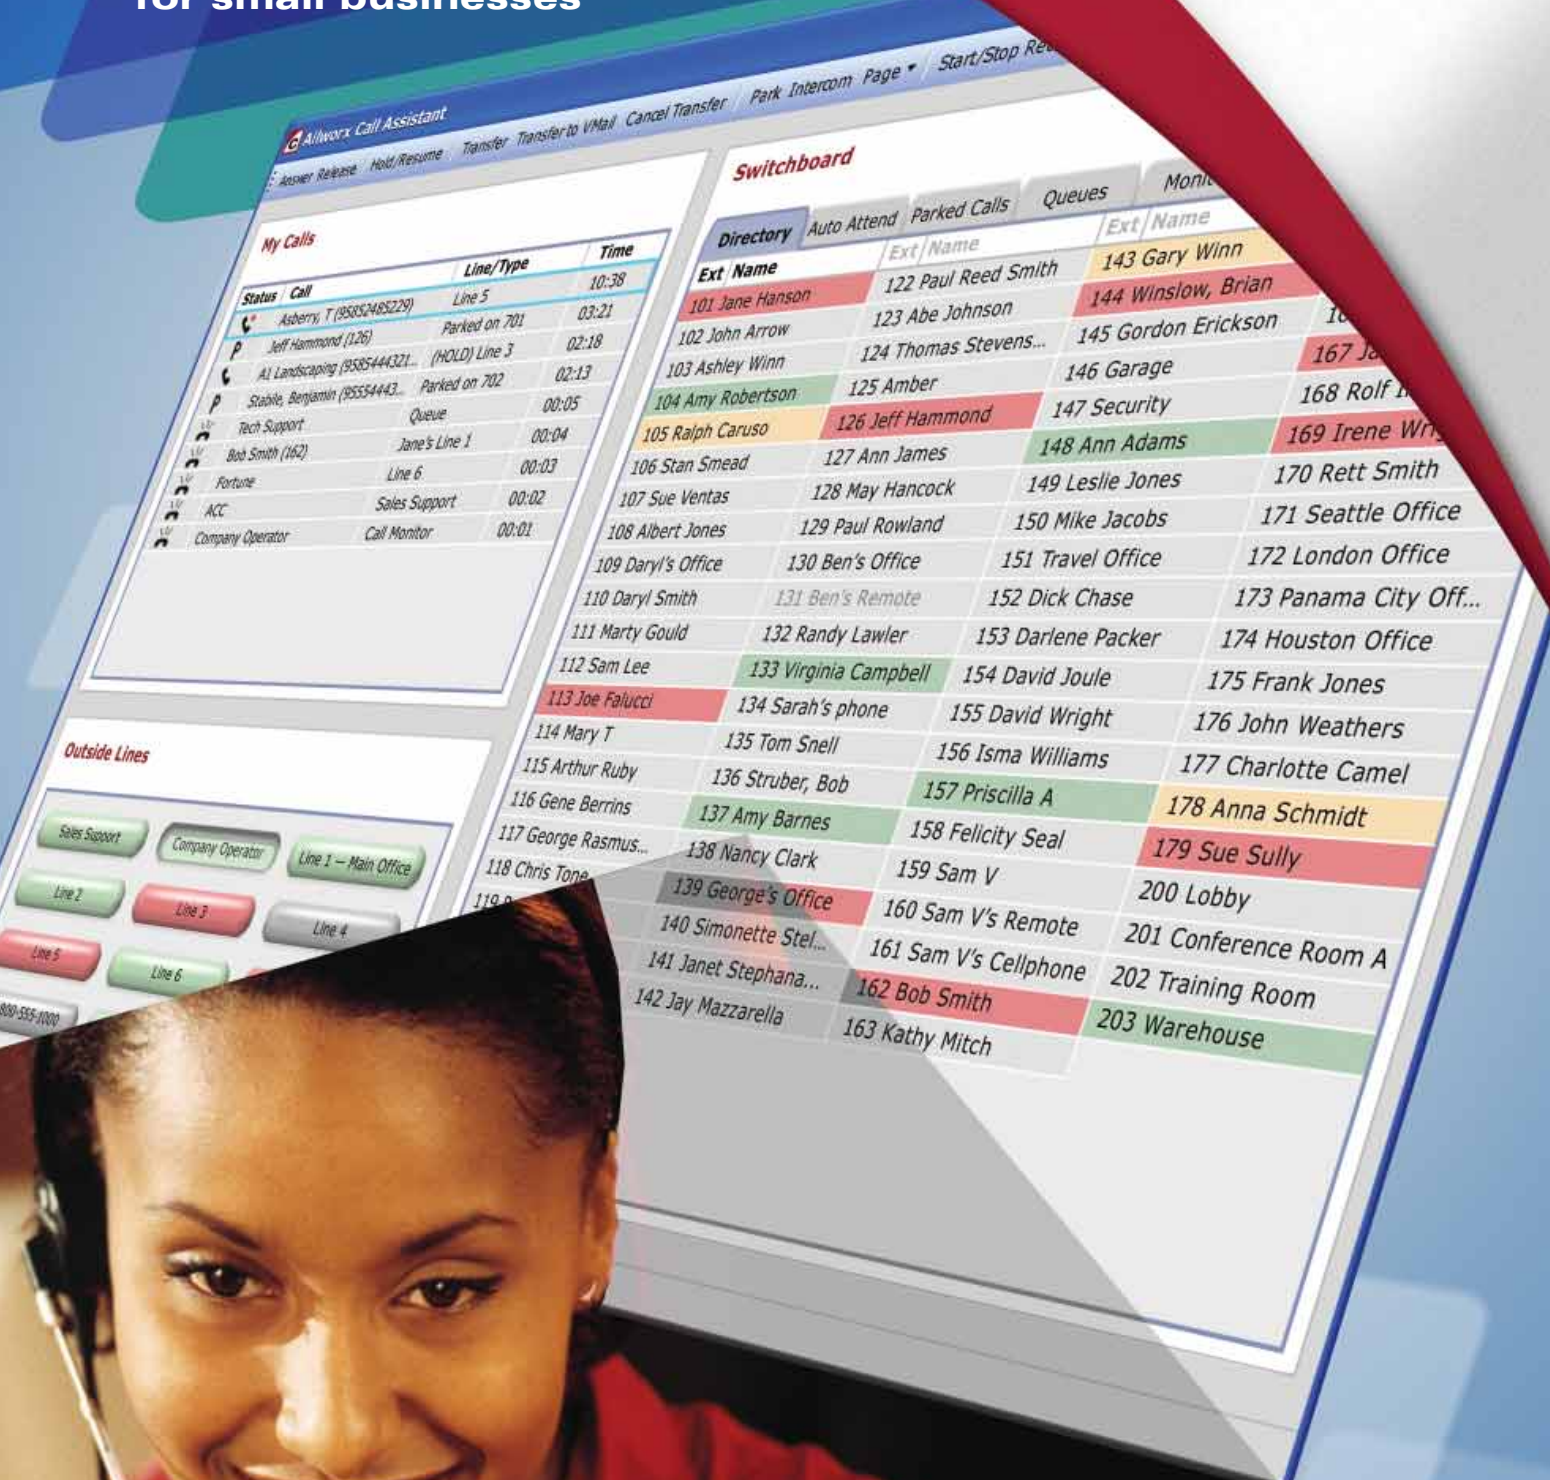 for small businesses
Allworx Call Assistant
Answer Release Hold/Resume Transfer Transfer to VMail Cancel Transfer Park Intercom Page Start/Stop
My Calls
Status Call Line/Type Time
Asberry, T (95852485229) Line 5 10:38
Jeff Hammond (126) Parked on 701 03:21
A1 Landscaping (9585444321... (HOLD) Line 3 02:18
Stabile, Benjamin (95554443... Parked on 702 02:13
Tech Support Queue 00:05
Bob Smith (162) Jane's Line 1 00:04
Fortune Line 6 00:03
ACC Sales Support 00:02
Company Operator Call Monitor 00:01
Outside Lines
Sales Support Company Operator Line 1 — Main Office
Line 2 Line 3 Line 4
Line 5 Line 6
800-555-1000
Switchboard
Directory Auto Attend Parked Calls Queues
Ext Name
101 Jane Hanson
102 John Arrow
103 Ashley Winn
104 Amy Robertson
105 Ralph Caruso
106 Stan Smead
107 Sue Ventas
108 Albert Jones
109 Daryl's Office
110 Daryl Smith
111 Marty Gould
112 Sam Lee
113 Joe Falucci
114 Mary T
115 Arthur Ruby
116 Gene Berrins
117 George Rasmus...
118 Chris Tone
119
Ext Name
122 Paul Reed Smith
123 Abe Johnson
124 Thomas Stevens...
125 Amber
126 Jeff Hammond
127 Ann James
128 May Hancock
129 Paul Rowland
130 Ben's Office
131 Ben's Remote
132 Randy Lawler
133 Virginia Campbell
134 Sarah's phone
135 Tom Snell
136 Struber, Bob
137 Amy Barnes
138 Nancy Clark
139 George's Office
140 Simonette Stel...
141 Janet Stephana...
142 Jay Mazzarella
Ext Name
143 Gary Winn
144 Winslow, Brian
145 Gordon Erickson
146 Garage
147 Security
148 Ann Adams
149 Leslie Jones
150 Mike Jacobs
151 Travel Office
152 Dick Chase
153 Darlene Packer
154 David Joule
155 David Wright
156 Isma Williams
157 Priscilla A
158 Felicity Seal
159 Sam V
160 Sam V's Remote
161 Sam V's Cellphone
162 Bob Smith
163 Kathy Mitch
167
168 Rolf
169 Irene
170 Rett Smith
171 Seattle Office
172 London Office
173 Panama City Off...
174 Houston Office
175 Frank Jones
176 John Weathers
177 Charlotte Camel
178 Anna Schmidt
179 Sue Sully
200 Lobby
201 Conference Room A
202 Training Room
203 Warehouse